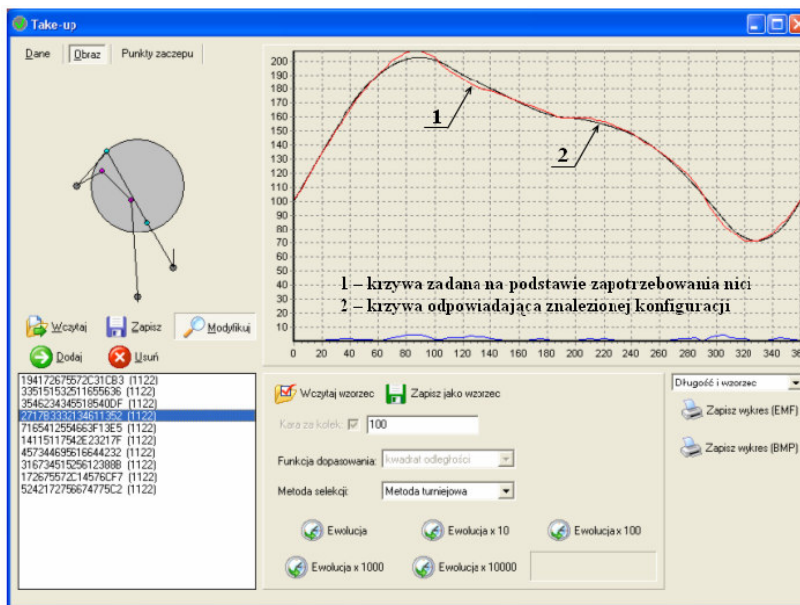 Take-up
Dane Obraz Punkty zaczepu
200
190
180
170
160
150
140
130
120
110
100
90
80
70
60
50
40
30
20
10
0 20 40 60 80 100 120 140 160 180 200 220 240 260 280 300 320 340 36
1
2
1 – krzywa zadana na podstawie zapotrzebowania nici
2 – krzywa odpowiadająca znalezionej konfiguracji
Wczytaj Zapisz Modyfikuj
Dodaj Usuń
194172675572C31CB3 (1122)
335151532511655636 (1122)
3546234345518540DF (1122)
2717B3332134611352 (1122)
7165412554663F13E5 (1122)
14115117542E23217F (1122)
457344695616644232 (1122)
31673451525612388B (1122)
172675572C14576CF7 (1122)
5242172756674775C2 (1122)
Wczytaj wzorzec Zapisz jako wzorzec
Kara za kolek: 100
Funkcja dopasowania: kwadrat odległości
Metoda selekcji: Metoda turniejowa
Ewolucja Ewolucja x 10 Ewolucja x 100
Ewolucja x 1000 Ewolucja x 10000
Długość i wzorzec
Zapisz wykres (EMF)
Zapisz wykres (BMP)